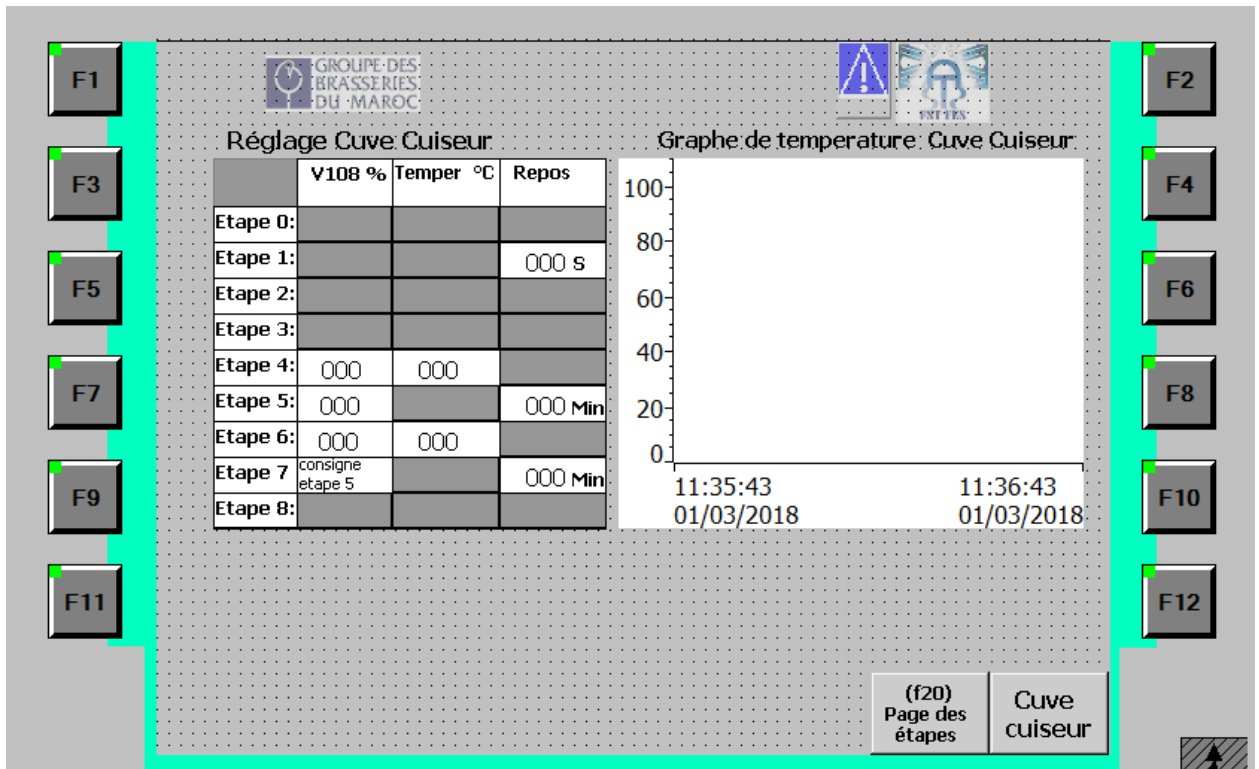 GROUPE DES
BRASSERIES
DU MAROC
FST FES
Réglage Cuve Cuiseur
Graphe de temperature: Cuve Cuiseur
V108 % Temper °C Repos
Etape 0:
Etape 1: 000 S
Etape 2:
Etape 3:
Etape 4: 000 000
Etape 5: 000 000 Min
Etape 6: 000 000
Etape 7 consigne
etape 5 000 Min
Etape 8:
100
80
60
40
20
0
11:35:43 11:36:43
01/03/2018 01/03/2018
F1
F2
F3
F4
F5
F6
F7
F8
F9
F10
F11
F12
(f20)
Page des
étapes
Cuve
cuiseur